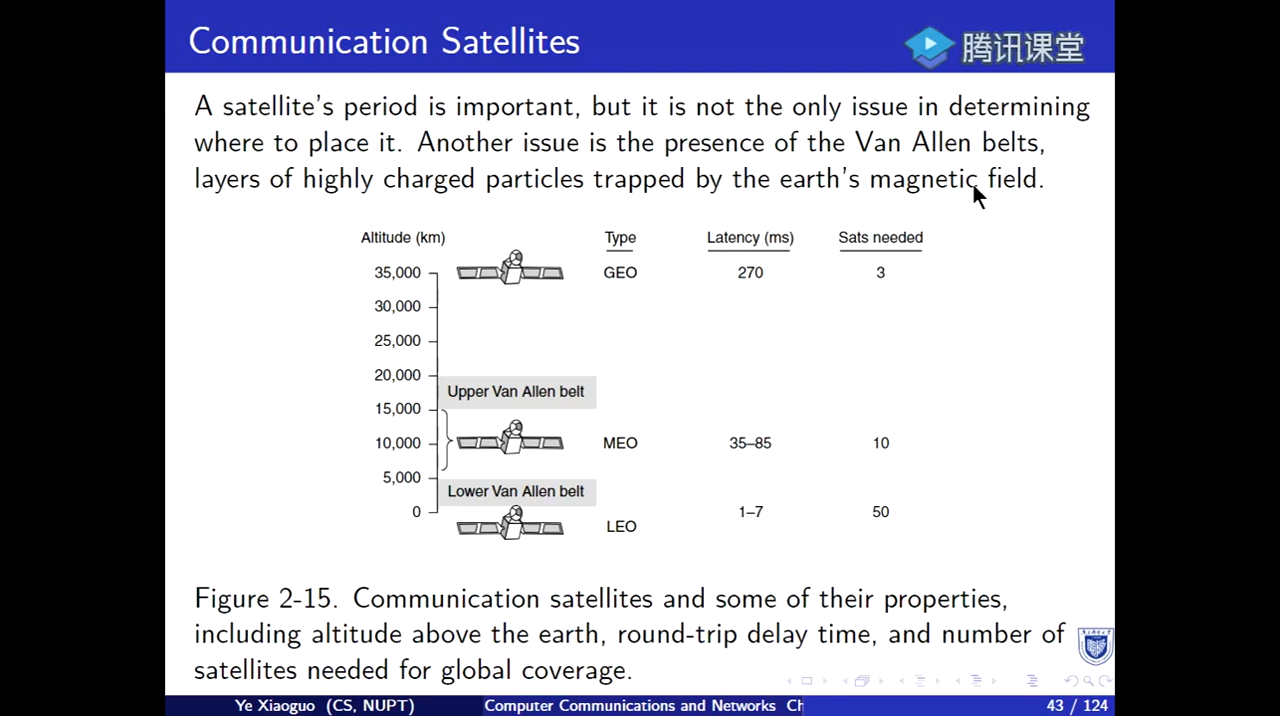 Communication Satellites
腾讯课堂
A satellite's period is important, but it is not the only issue in determining
where to place it. Another issue is the presence of the Van Allen belts,
layers of highly charged particles trapped by the earth's magnetic field.
Altitude (km) Type Latency (ms) Sats needed
35,000 GEO 270 3
30,000
25,000
20,000
Upper Van Allen belt
15,000
10,000 MEO 35–85 10
5,000
Lower Van Allen belt
0 1–7 50
LEO
Figure 2-15. Communication satellites and some of their properties,
including altitude above the earth, round-trip delay time, and number of
satellites needed for global coverage.
Ye Xiaoguo (CS, NUPT) Computer Communications and Networks Ch 43 / 124